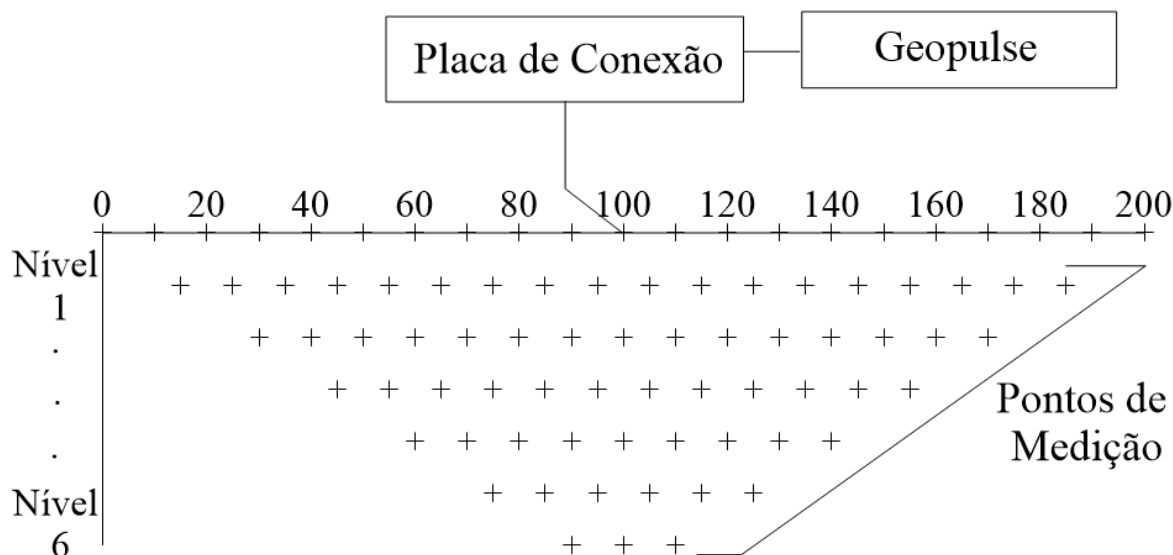 Placa de Conexão
Geopulse
0 20 40 60 80 100 120 140 160 180 200
Nível
1
.
.
.
Nível
6
Pontos de
Medição